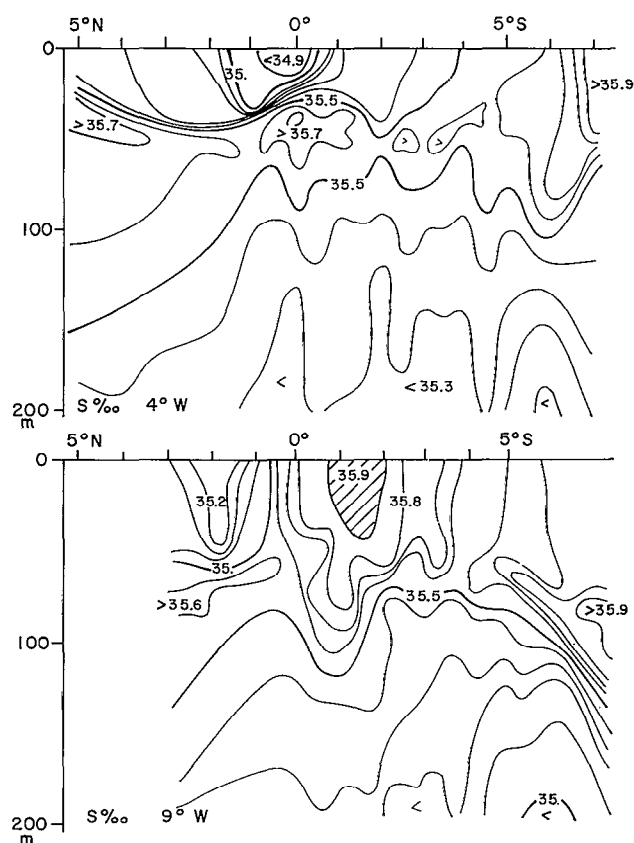 5°N 0° 5°S
0
35. <34.9 >35.9
35.5
>35.7 >35.7 > >
35.5
100
< <35.3 <
200 m S‰ 4° W
5°N 0° 5°S
0
35.2 35.9 35.8
35.
>35.6 35.5 >35.9
100
< 35. <
200 m S‰ 9° W